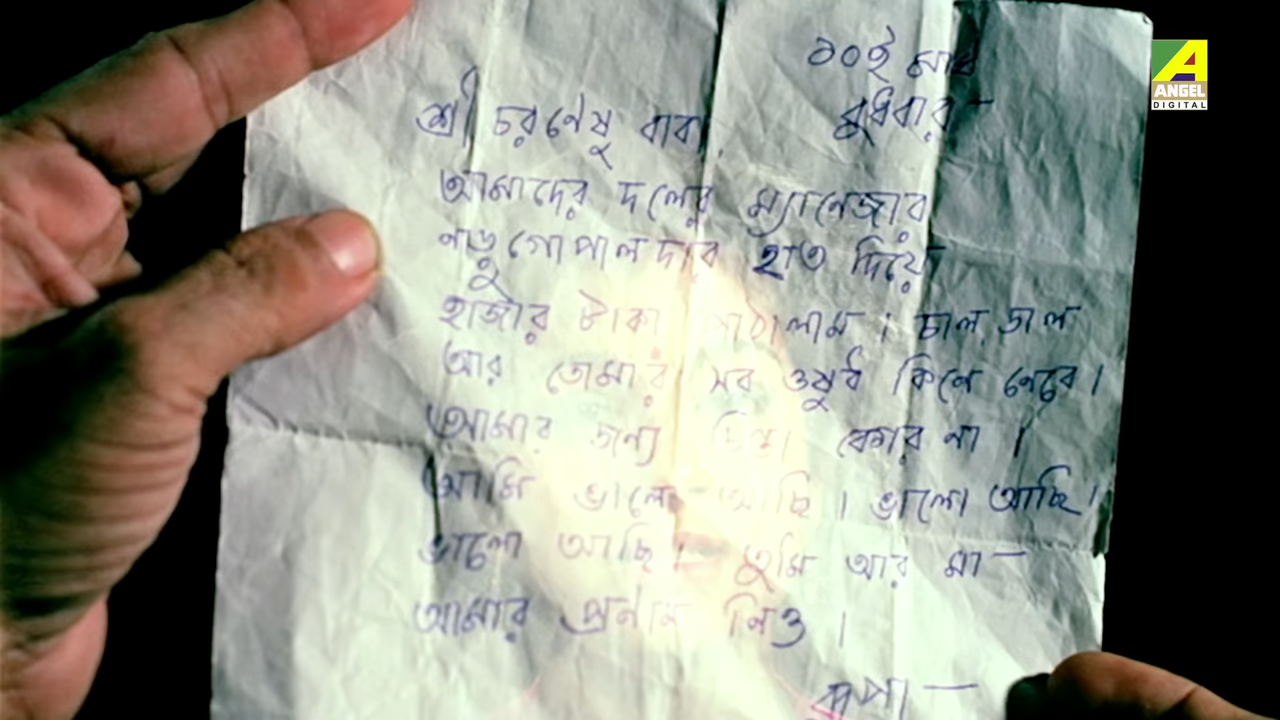 ১০ই মাঘ
বুধবার —
শ্রী চরণেষু বাবা,
আমাদের দলের ম্যানেজার
নাড়ুগোপালদার হাত দিয়ে
হাজার টাকা পাঠালাম । চাল, ডাল
আর তোমার সব ওষুধ কিনে নেবে ।
আমার জন্য চিন্তা কোর না ।
আমি ভালো আছি । ভালো আছি ।
ভালো আছি । তুমি আর মা —
আমার প্রণাম নিও ।
রূপা —
A
ANGEL
DIGITAL